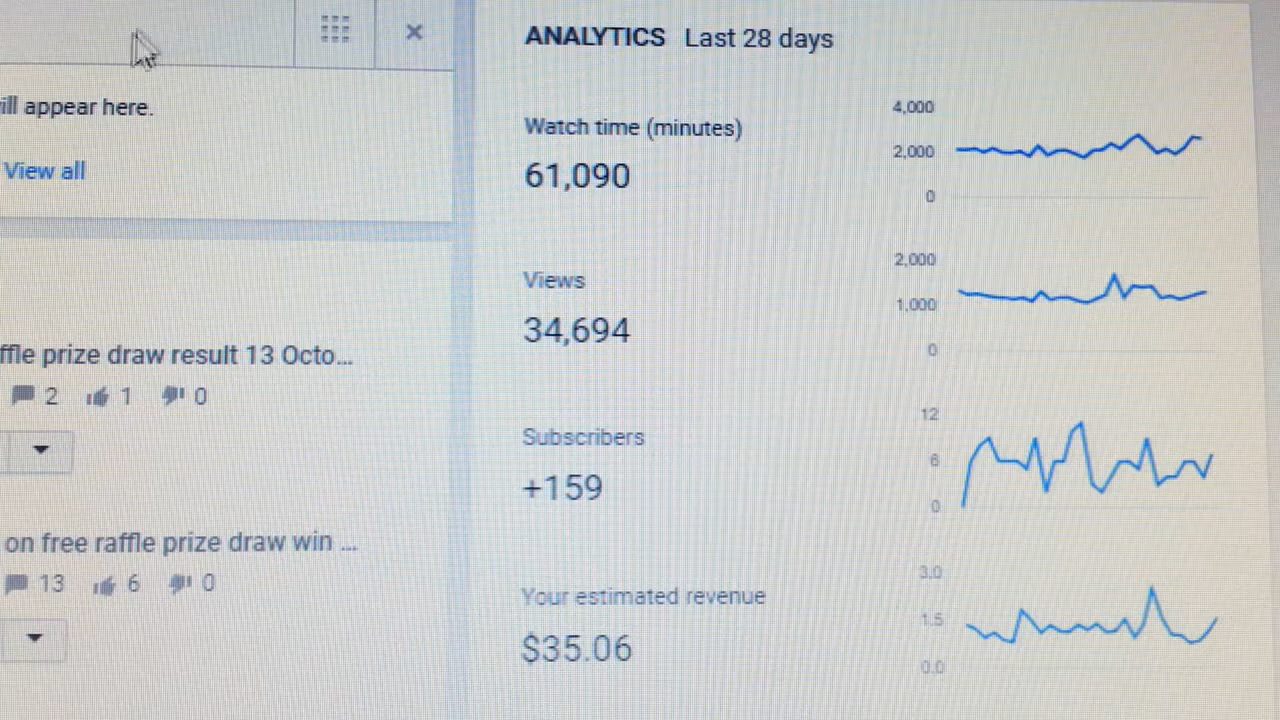 ill appear here.
View all
ffle prize draw result 13 Octo...
2 1 0
on free raffle prize draw win ...
13 6 0
ANALYTICS Last 28 days
Watch time (minutes)
61,090
4,000
2,000
0
Views
34,694
2,000
1,000
0
Subscribers
+159
12
6
0
Your estimated revenue
$35.06
3.0
1.5
0.0